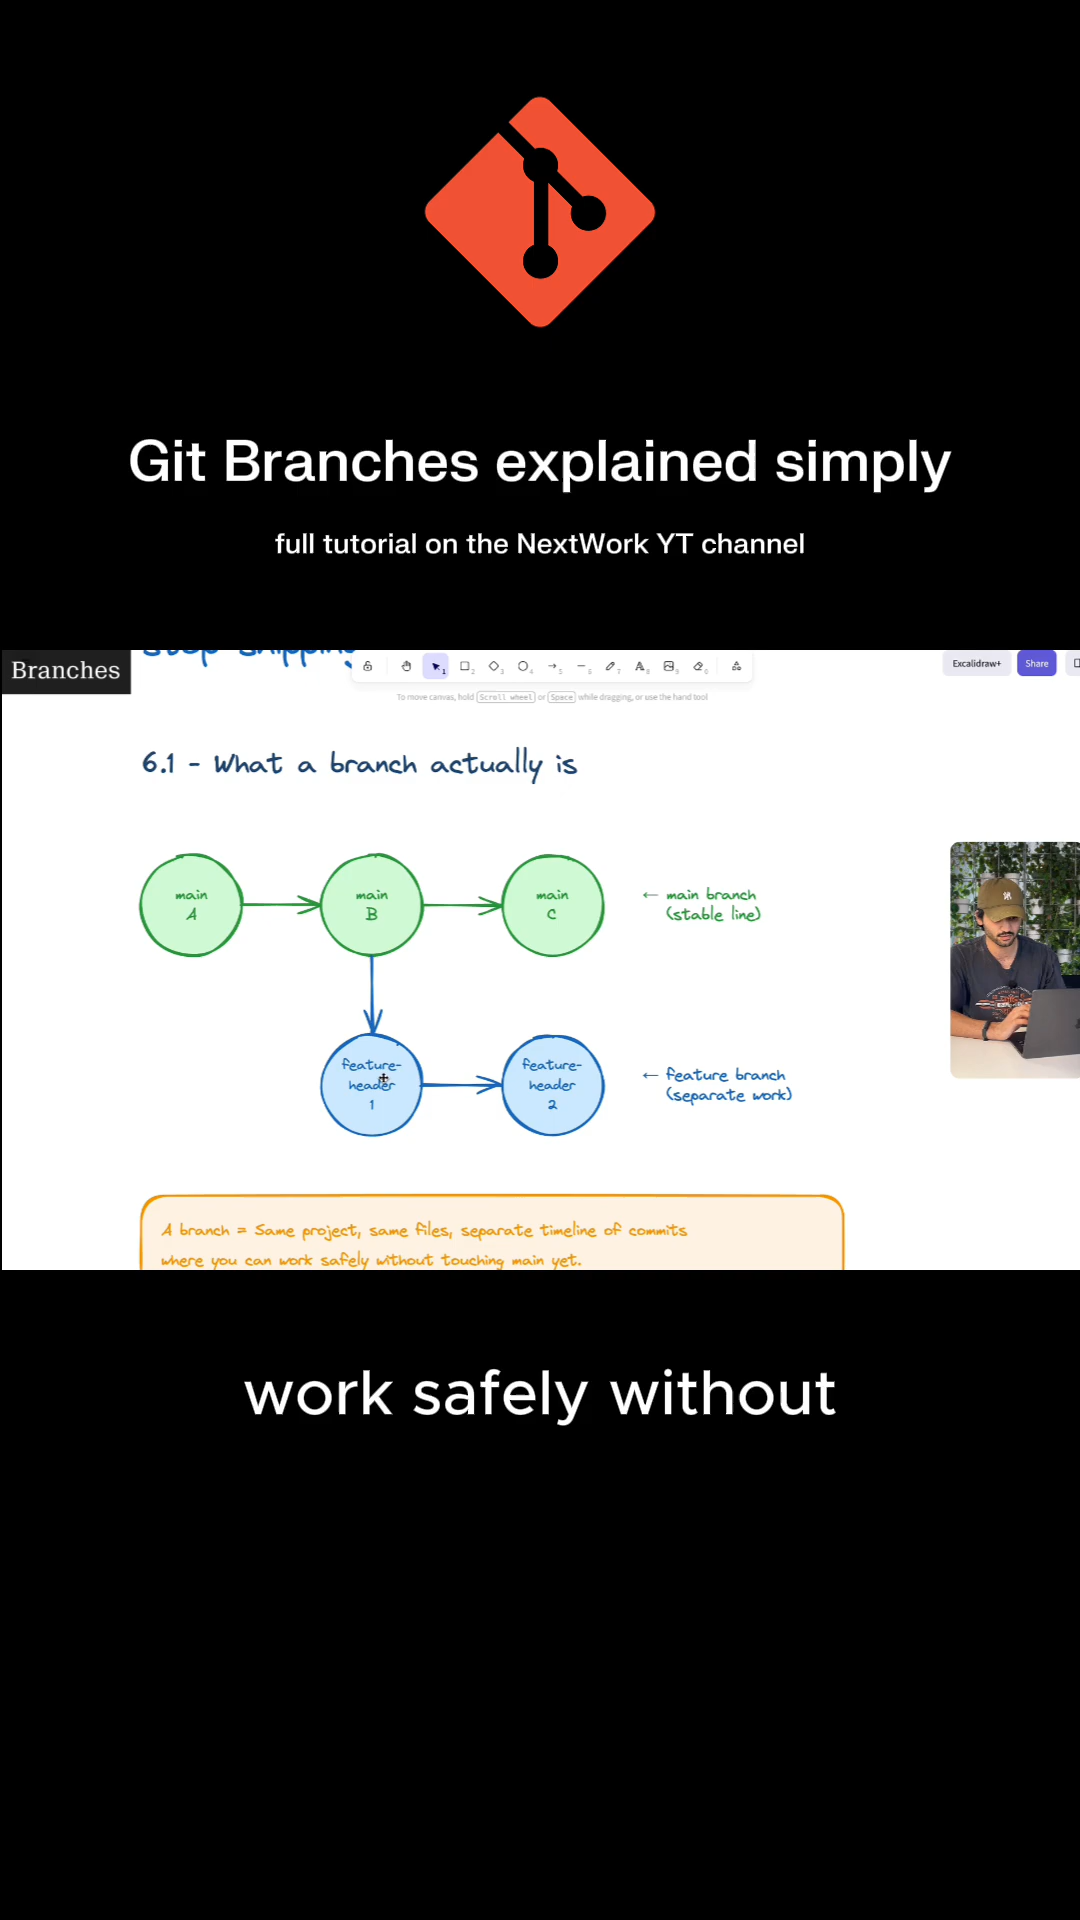 Git Branches explained simply
full tutorial on the NextWork YT channel
Branches
Excalidraw+
Share
To move canvas, hold Scroll wheel or Space while dragging, or use the hand tool
6.1 - What a branch actually is
main
A
main
B
main
C
← main branch
(stable line)
feature-
header
1
feature-
header
2
← feature branch
(separate work)
A branch = Same project, same files, separate timeline of commits
where you can work safely without touching main yet.
work safely without